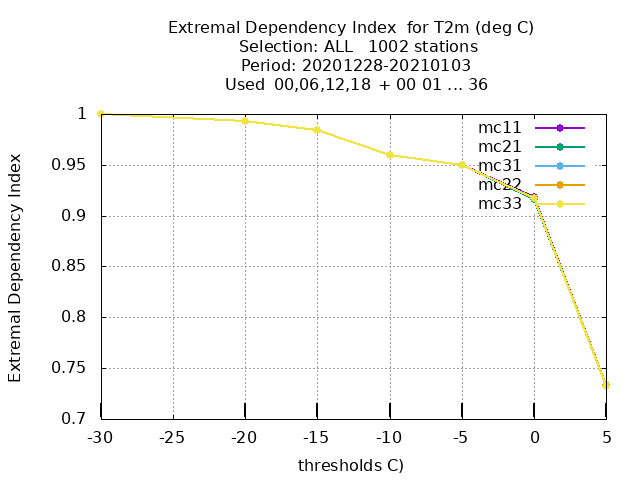 Extremal Dependency Index  for T2m (deg C)
Selection: ALL   1002 stations
Period: 20201228-20210103
Used  00,06,12,18  + 00 01 ... 36
Extremal Dependency Index
1
0.95
0.9
0.85
0.8
0.75
0.7
mc11
mc21
mc31
mc22
mc33
-30 -25 -20 -15 -10 -5 0 5
thresholds C)